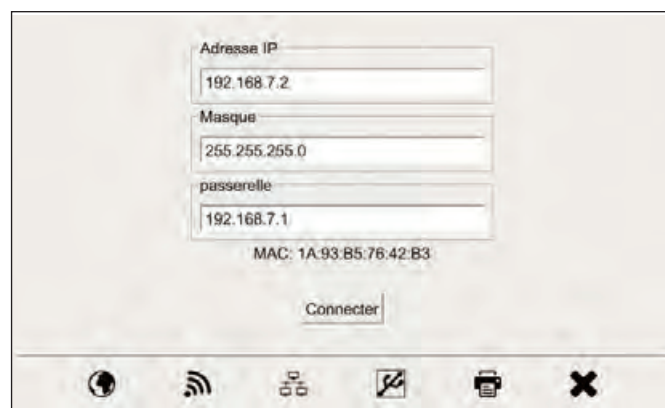 Adresse IP
192.168.7.2
Masque
255.255.255.0
passerelle
192.168.7.1
MAC: 1A:93:B5:76:42:B3
Connecter